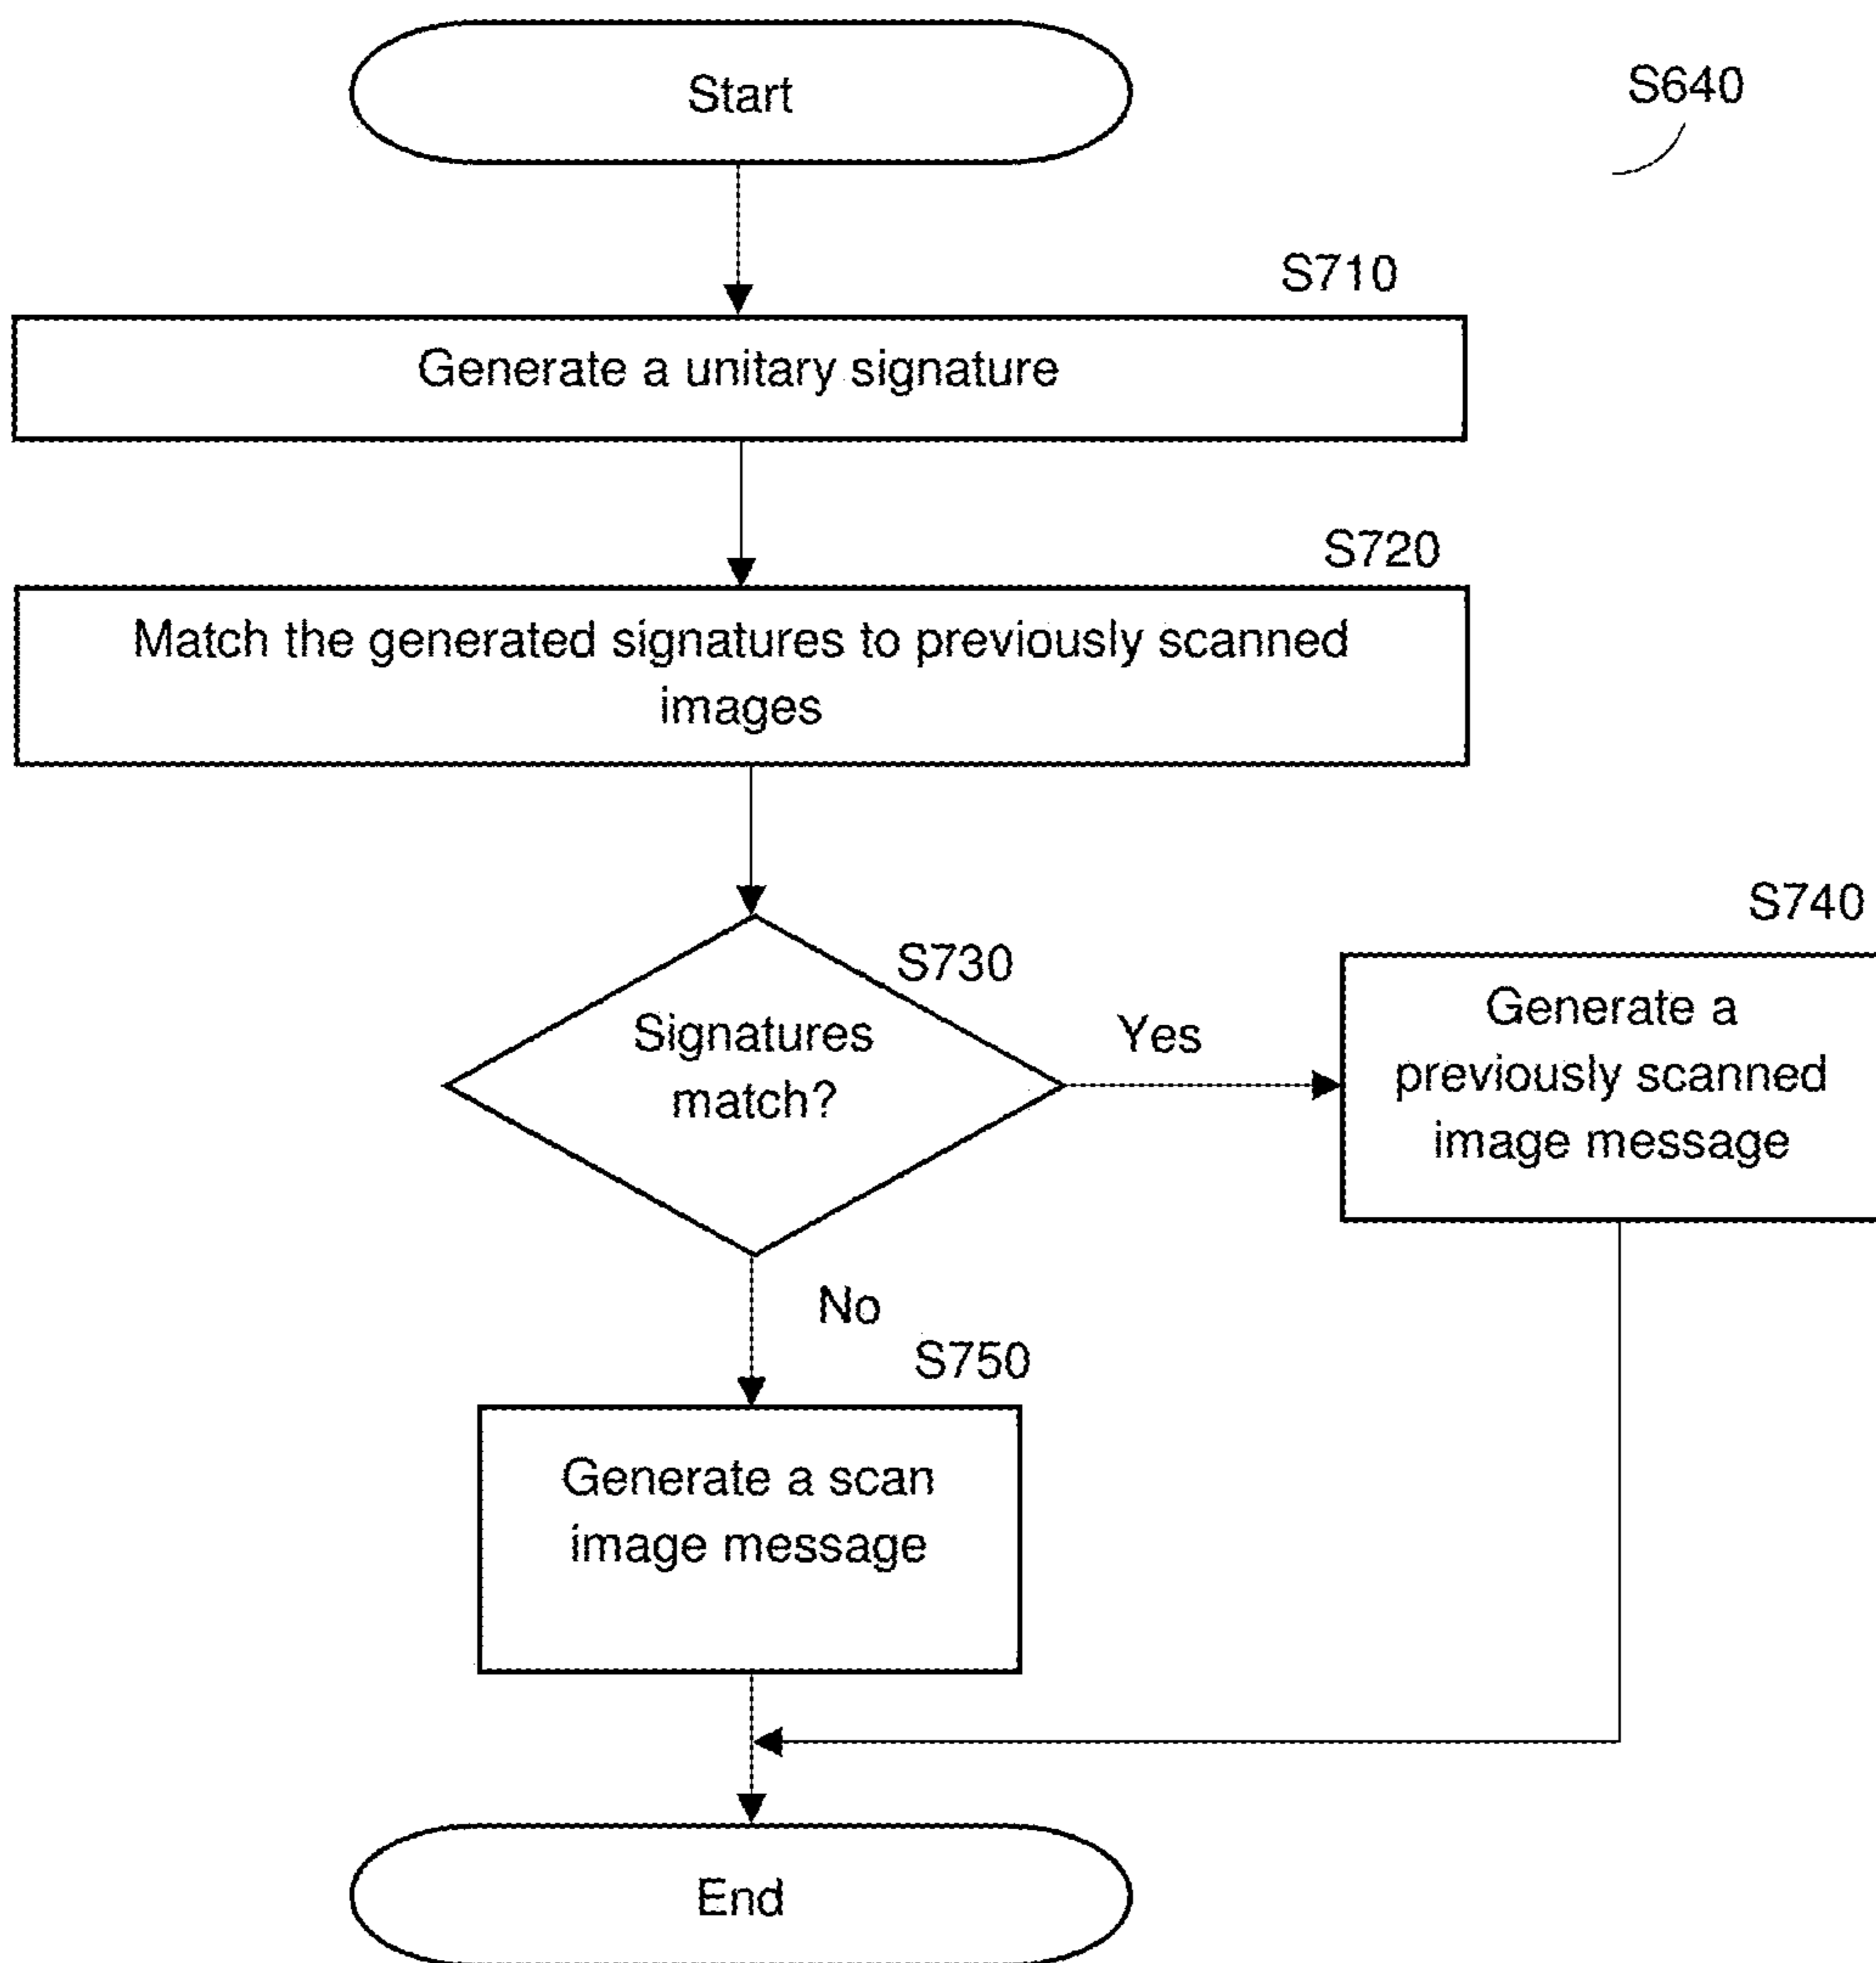 Start
S640
S710
Generate a unitary signature
S720
Match the generated signatures to previously scanned
images
S730
Signatures
match?
Yes
S740
Generate a
previously scanned
image message
No
S750
Generate a scan
image message
End